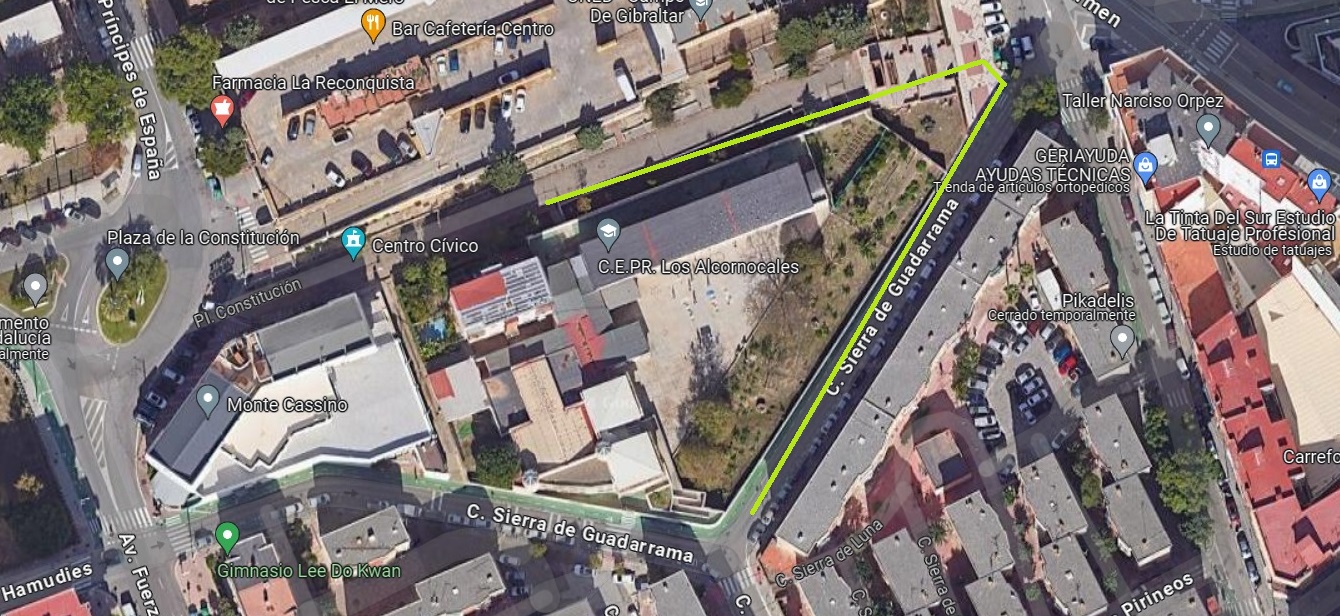 Bar Cafetería Centro
De Gibraltar
Príncipes de España
Farmacia La Reconquista
Taller Narciso Orpez
GERIAYUDA
AYUDAS TÉCNICAS
Tienda de artículos ortopédicos
La Tinta Del Sur Estudio
De Tatuaje Profesional
Estudio de tatuajes
Plaza de la Constitución
Centro Cívico
C.E.PR. Los Alcornocales
Pl. Constitución
C. Sierra de Guadarrama
Pikadelis
Cerrado temporalmente
Monte Cassino
C. Sierra de Guadarrama
C. Sierra de Luna
C. Sierra de
Gimnasio Lee Do Kwan
Hamudies
Av. Fuerz
Pirineos
Carrefo